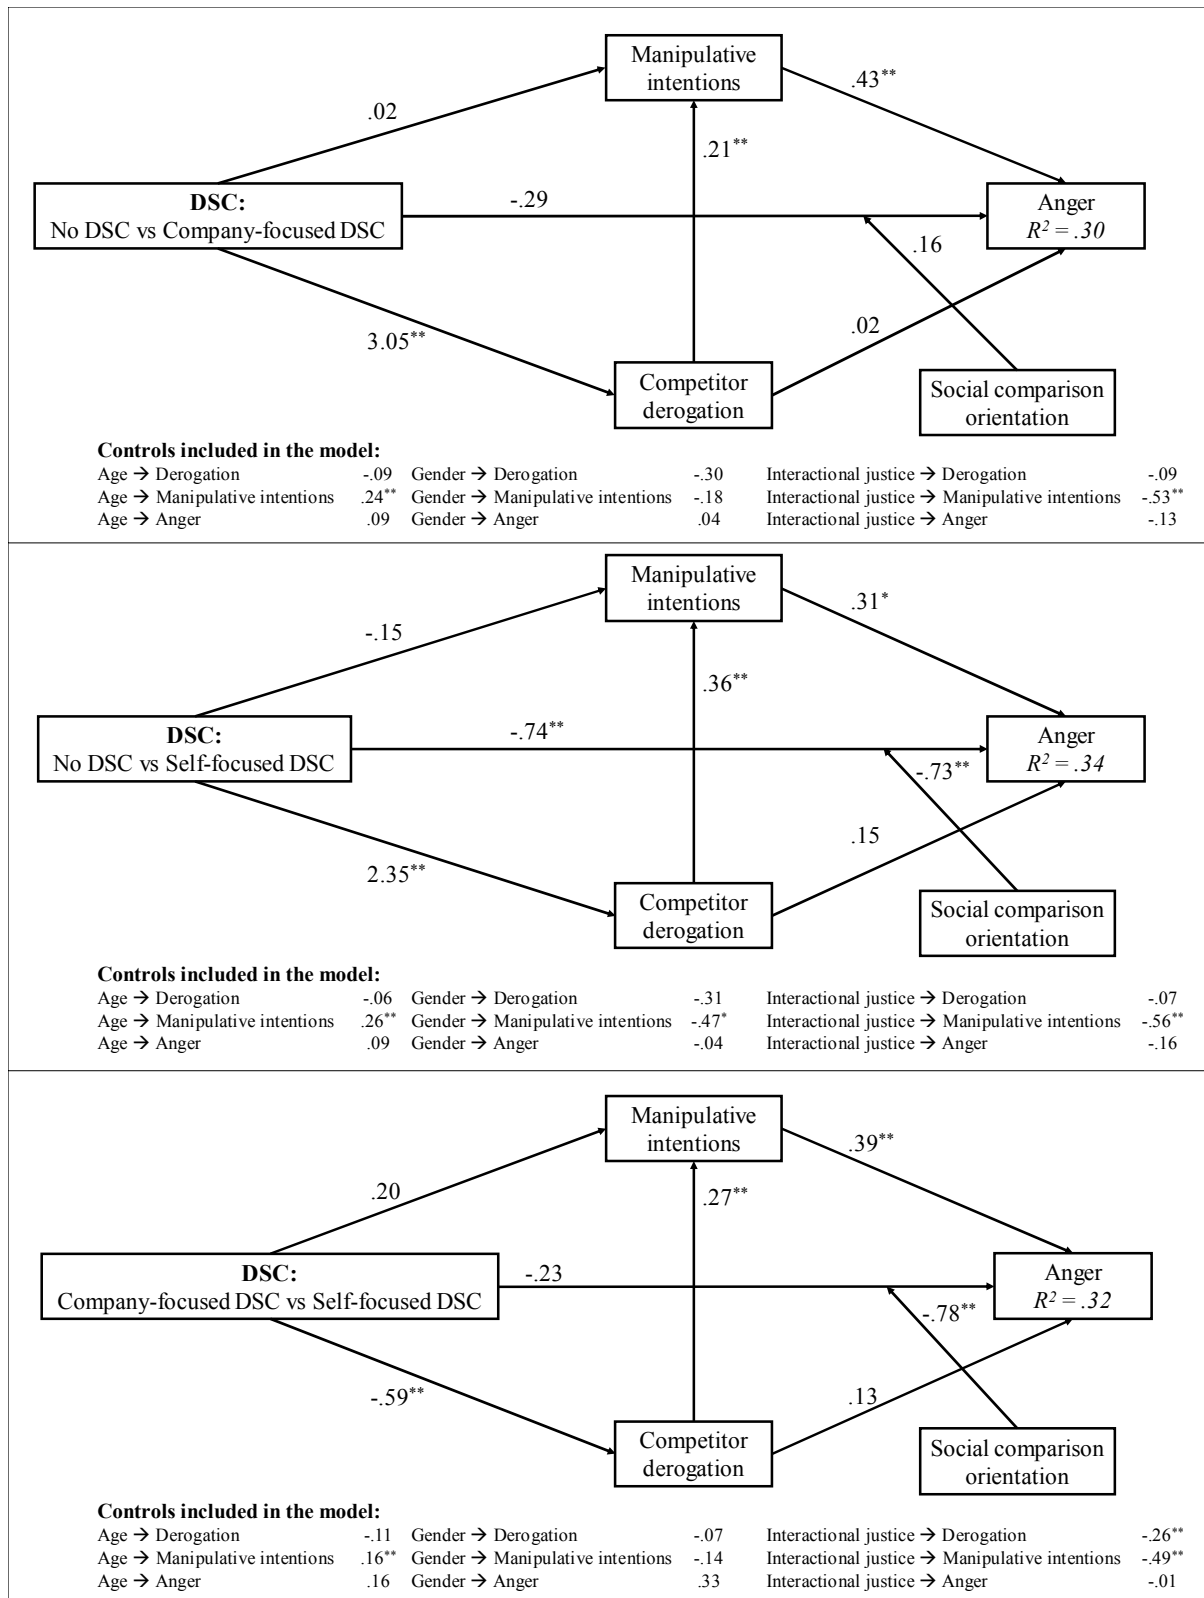 Manipulative
intentions
.43**
.02
.21**
DSC:
No DSC vs Company-focused DSC
-.29
Anger
R² = .30
.16
3.05**
.02
Competitor
derogation
Social comparison
orientation
Controls included in the model:
Age → Derogation -.09 Gender → Derogation -.30 Interactional justice → Derogation -.09
Age → Manipulative intentions .24** Gender → Manipulative intentions -.18 Interactional justice → Manipulative intentions -.53**
Age → Anger .09 Gender → Anger .04 Interactional justice → Anger -.13
Manipulative
intentions
.31*
-.15
.36**
DSC:
No DSC vs Self-focused DSC
-.74**
Anger
R² = .34
-.73**
2.35**
.15
Competitor
derogation
Social comparison
orientation
Controls included in the model:
Age → Derogation -.06 Gender → Derogation -.31 Interactional justice → Derogation -.07
Age → Manipulative intentions .26** Gender → Manipulative intentions -.47* Interactional justice → Manipulative intentions -.56**
Age → Anger .09 Gender → Anger -.04 Interactional justice → Anger -.16
Manipulative
intentions
.39**
.20
.27**
DSC:
Company-focused DSC vs Self-focused DSC
-.23
Anger
R² = .32
-.78**
-.59**
.13
Competitor
derogation
Social comparison
orientation
Controls included in the model:
Age → Derogation -.11 Gender → Derogation -.07 Interactional justice → Derogation -.26**
Age → Manipulative intentions .16** Gender → Manipulative intentions -.14 Interactional justice → Manipulative intentions -.49**
Age → Anger .16 Gender → Anger .33 Interactional justice → Anger -.01